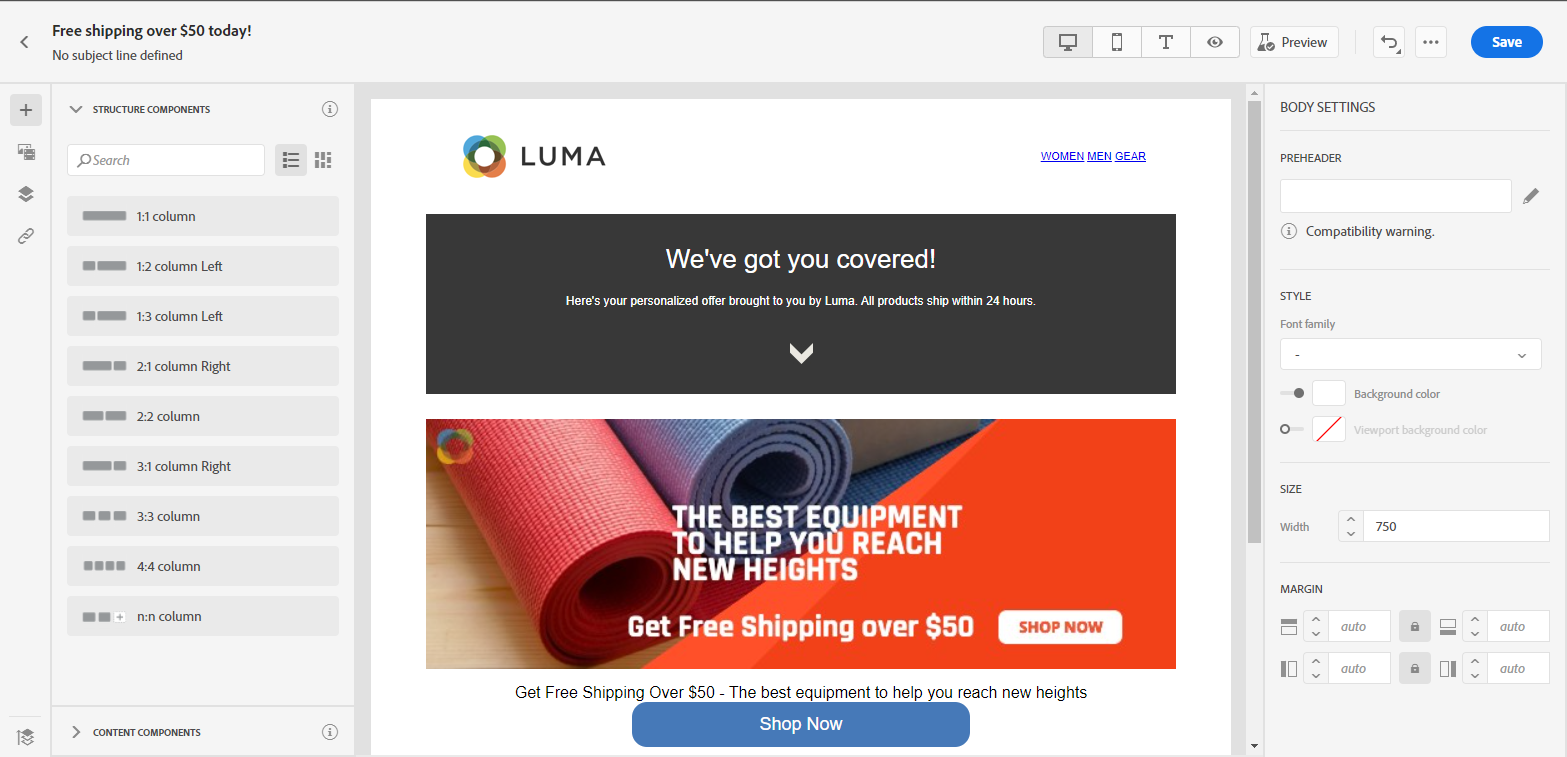 Free shipping over $50 today!
No subject line defined
Preview
Save
STRUCTURE COMPONENTS
Search
1:1 column
1:2 column Left
1:3 column Left
2:1 column Right
2:2 column
3:1 column Right
3:3 column
4:4 column
n:n column
CONTENT COMPONENTS
LUMA
WOMEN MEN GEAR
We've got you covered!
Here's your personalized offer brought to you by Luma. All products ship within 24 hours.
THE BEST EQUIPMENT
TO HELP YOU REACH
NEW HEIGHTS
Get Free Shipping over $50 SHOP NOW
Get Free Shipping Over $50 - The best equipment to help you reach new heights
Shop Now
BODY SETTINGS
PREHEADER
Compatibility warning.
STYLE
Font family
-
Background color
Viewport background color
SIZE
Width 750
MARGIN
auto auto
auto auto